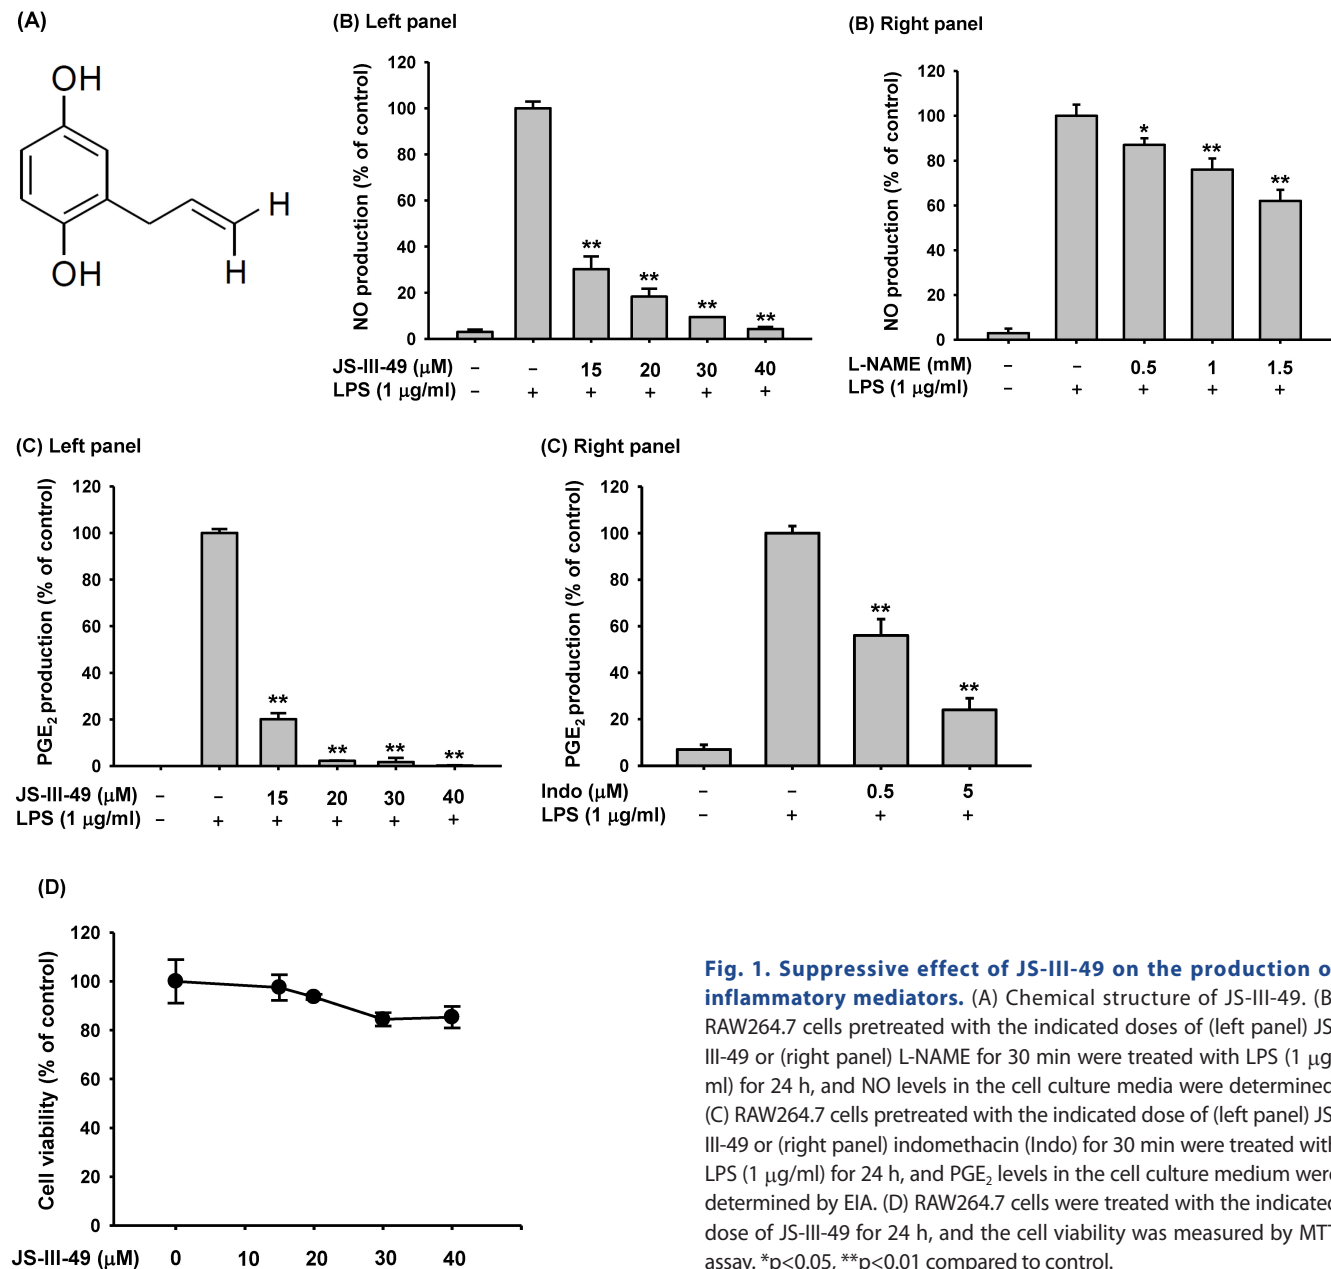 (A)
OH
H
H
OH
(B) Left panel
NO production (% of control)
120
100
80
60
40
20
0
**
**
**
**
JS-III-49 (μM) – – 15 20 30 40
LPS (1 μg/ml) – + + + + +
(B) Right panel
NO production (% of control)
120
100
80
60
40
20
0
*
**
**
L-NAME (mM) – – 0.5 1 1.5
LPS (1 μg/ml) – + + + +
(C) Left panel
PGE₂ production (% of control)
120
100
80
60
40
20
0
**
**
**
**
JS-III-49 (μM) – – 15 20 30 40
LPS (1 μg/ml) – + + + + +
(C) Right panel
PGE₂ production (% of control)
120
100
80
60
40
20
0
**
**
Indo (μM) – – 0.5 5
LPS (1 μg/ml) – + + +
(D)
Cell viability (% of control)
120
100
80
60
40
20
0
JS-III-49 (μM) 0 10 20 30 40
Fig. 1. Suppressive effect of JS-III-49 on the production o
inflammatory mediators. (A) Chemical structure of JS-III-49. (B
RAW264.7 cells pretreated with the indicated doses of (left panel) JS
III-49 or (right panel) L-NAME for 30 min were treated with LPS (1 μg
ml) for 24 h, and NO levels in the cell culture media were determined
(C) RAW264.7 cells pretreated with the indicated dose of (left panel) JS
III-49 or (right panel) indomethacin (Indo) for 30 min were treated with
LPS (1 μg/ml) for 24 h, and PGE₂ levels in the cell culture medium were
determined by EIA. (D) RAW264.7 cells were treated with the indicated
dose of JS-III-49 for 24 h, and the cell viability was measured by MTT
assay. *p<0.05, **p<0.01 compared to control.